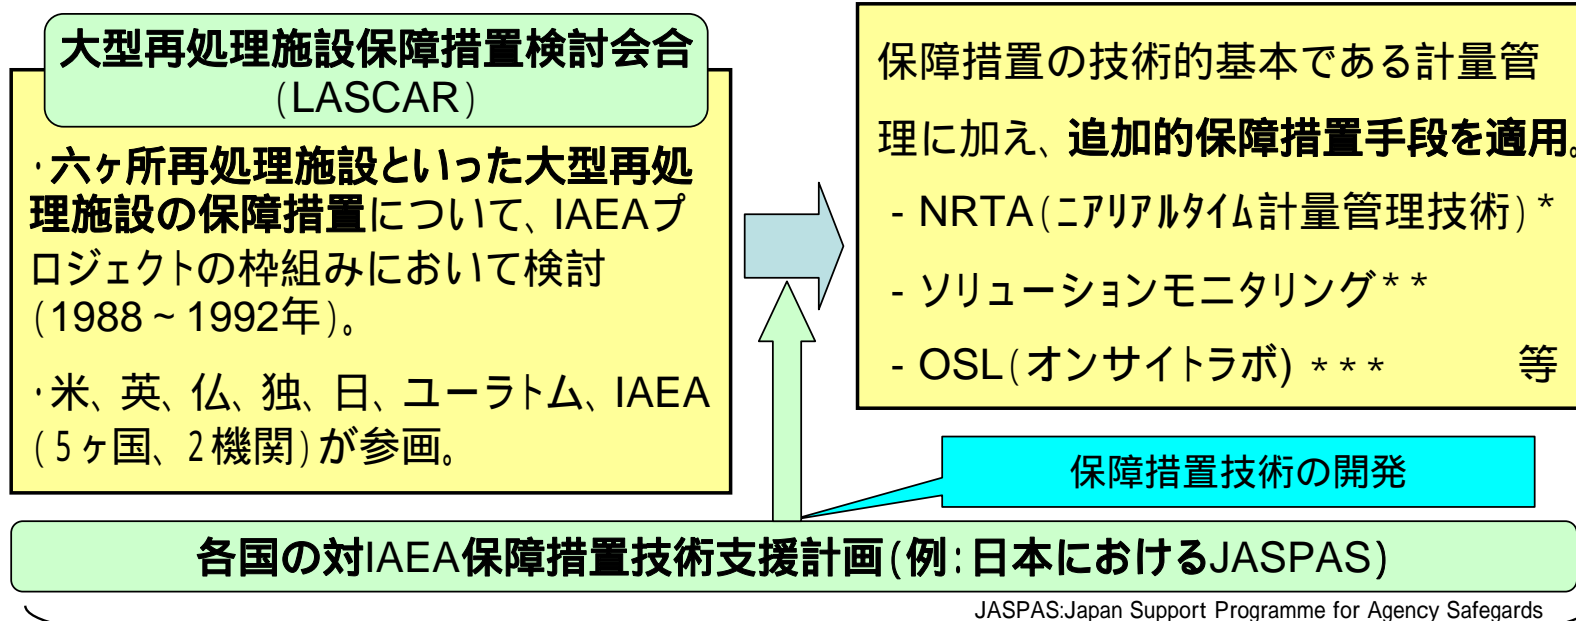 大型再処理施設保障措置検討会合
(LASCAR)
・六ヶ所再処理施設といった大型再処
理施設の保障措置について、IAEAプ
ロジェクトの枠組みにおいて検討
(1988~1992年)。
・米、英、仏、独、日、ユーラトム、IAEA
(5ヶ国、2機関)が参画。
保障措置の技術的基本である計量管
理に加え、追加的保障措置手段を適用。
- NRTA(ニアリアルタイム計量管理技術)*
- ソリューションモニタリング**
- OSL(オンサイトラボ) *** 等
保障措置技術の開発
各国の対IAEA保障措置技術支援計画(例:日本におけるJASPAS)
JASPAS:Japan Support Programme for Agency Safegards